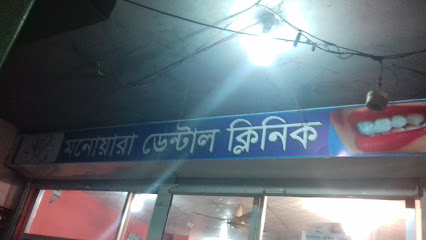 মনোয়ারা ডেন্টাল ক্লিনিক